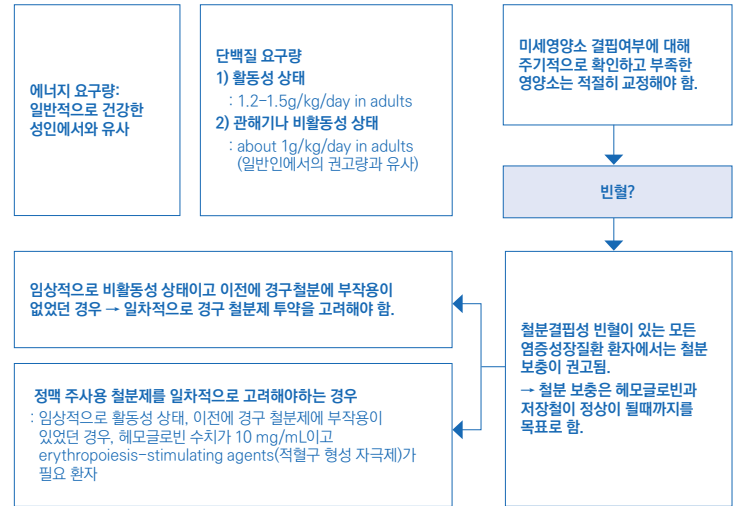 에너지 요구량:
일반적으로 건강한
성인에서와 유사
단백질 요구량
1) 활동성 상태
: 1.2-1.5g/kg/day in adults
2) 관해기나 비활동성 상태
: about 1g/kg/day in adults
(일반인에서의 권고량과 유사)
미세영양소 결핍여부에 대해
주기적으로 확인하고 부족한
영양소는 적절히 교정해야 함.
빈혈?
임상적으로 비활동성 상태이고 이전에 경구철분에 부작용이
없었던 경우 → 일차적으로 경구 철분제 투약을 고려해야 함.
정맥 주사용 철분제를 일차적으로 고려해야하는 경우
: 임상적으로 활동성 상태, 이전에 경구 철분제에 부작용이
있었던 경우, 헤모글로빈 수치가 10 mg/mL이고
erythropoiesis-stimulating agents(적혈구 형성 자극제)가
필요 환자
철분결핍성 빈혈이 있는 모든
염증성장질환 환자에서는 철분
보충이 권고됨.
→ 철분 보충은 헤모글로빈과
저장철이 정상이 될때까지를
목표로 함.